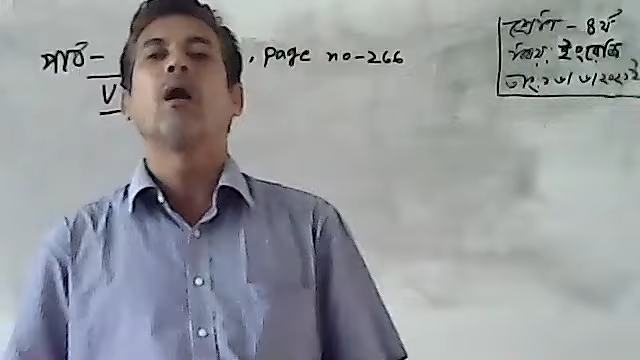 পাঠ- , Page no-266
V
শ্রেণি - ৪র্থ
বিষয়: ইংরেজি